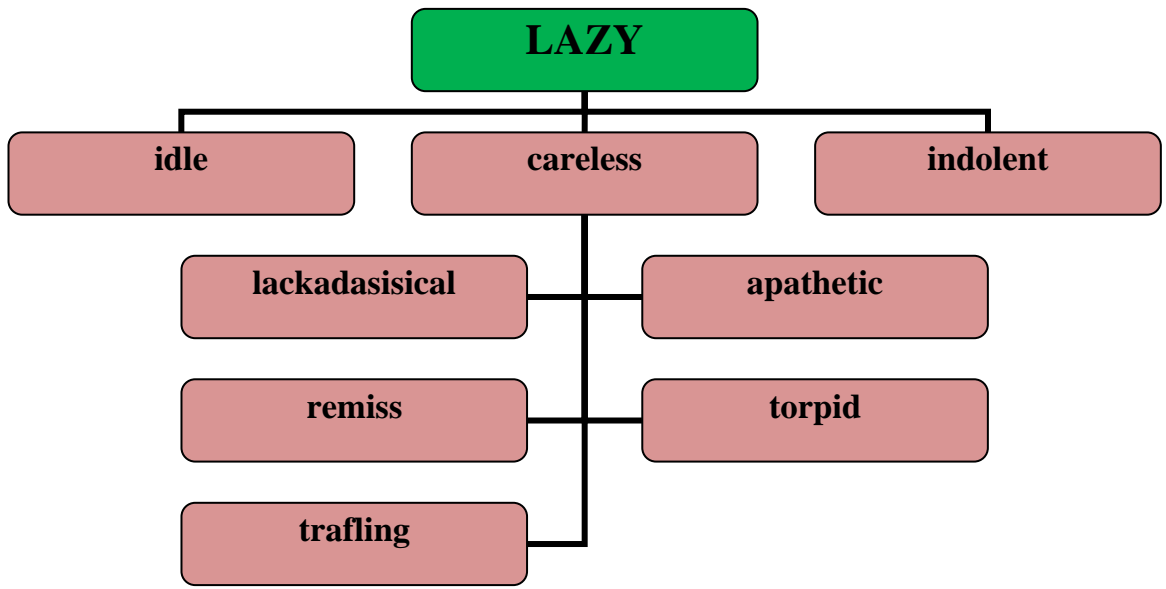 LAZY
idle
careless
indolent
lackadasisical
apathetic
remiss
torpid
trafling